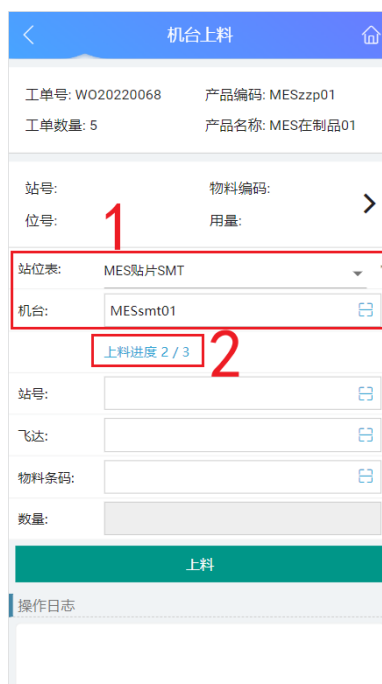 机台上料
工单号: WO20220068 产品编码: MESzzp01
工单数量: 5 产品名称: MES在制品01
站号: 物料编码:
位号: 用量:
1
站位表: MES贴片SMT
机台: MESsmt01
上料进度 2 / 3
2
站号:
飞达:
物料条码:
数量:
上料
操作日志